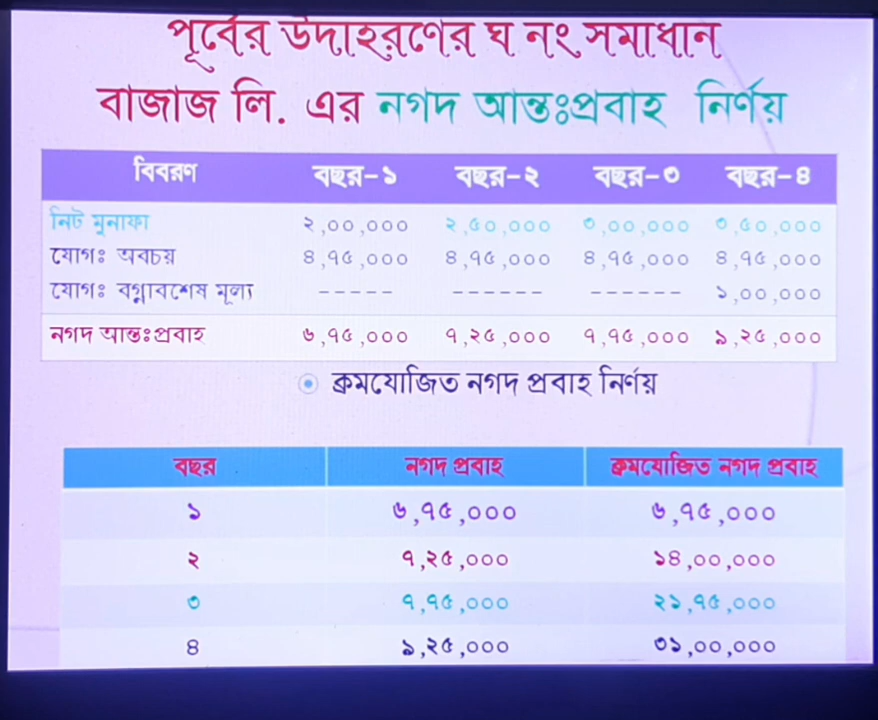 পূর্বের উদাহরণের ঘ নং সমাধান
বাজাজ লি. এর নগদ আন্তঃপ্রবাহ নির্ণয়
বিবরণ বছর-১ বছর-২ বছর-৩ বছর-৪
নিট মুনাফা ২,০০,০০০ ২,৫০,০০০ ৩,০০,০০০ ৩,৫০,০০০
যোগঃ অবচয় ৪,৭৫,০০০ ৪,৭৫,০০০ ৪,৭৫,০০০ ৪,৭৫,০০০
যোগঃ বগ্নাবশেষ মূল্য ----- ------ ------ ১,০০,০০০
নগদ আন্তঃপ্রবাহ ৬,৭৫,০০০ ৭,২৫,০০০ ৭,৭৫,০০০ ৯,২৫,০০০
ক্রমযোজিত নগদ প্রবাহ নির্ণয়
বছর নগদ প্রবাহ ক্রমযোজিত নগদ প্রবাহ
১ ৬,৭৫,০০০ ৬,৭৫,০০০
২ ৭,২৫,০০০ ১৪,০০,০০০
৩ ৭,৭৫,০০০ ২১,৭৫,০০০
৪ ৯,২৫,০০০ ৩১,০০,০০০